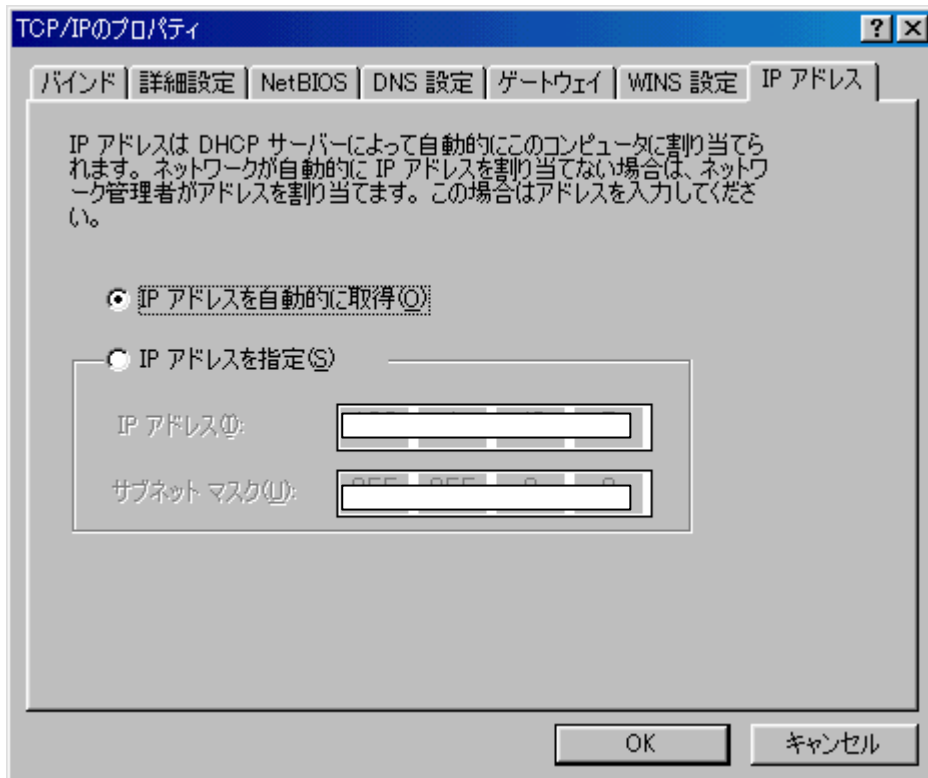 TCP/IPのプロパティ
バインド 詳細設定 NetBIOS DNS 設定 ゲートウェイ WINS 設定 IP アドレス
IP アドレスは DHCP サーバーによって自動的にこのコンピュータに割り当てら
れます。ネットワークが自動的に IP アドレスを割り当てない場合は、ネットワ
ーク管理者がアドレスを割り当てます。この場合はアドレスを入力してくださ
い。
IP アドレスを自動的に取得(O)
IP アドレスを指定(S)
IP アドレス(I):
サブネット マスク(U):
OK キャンセル